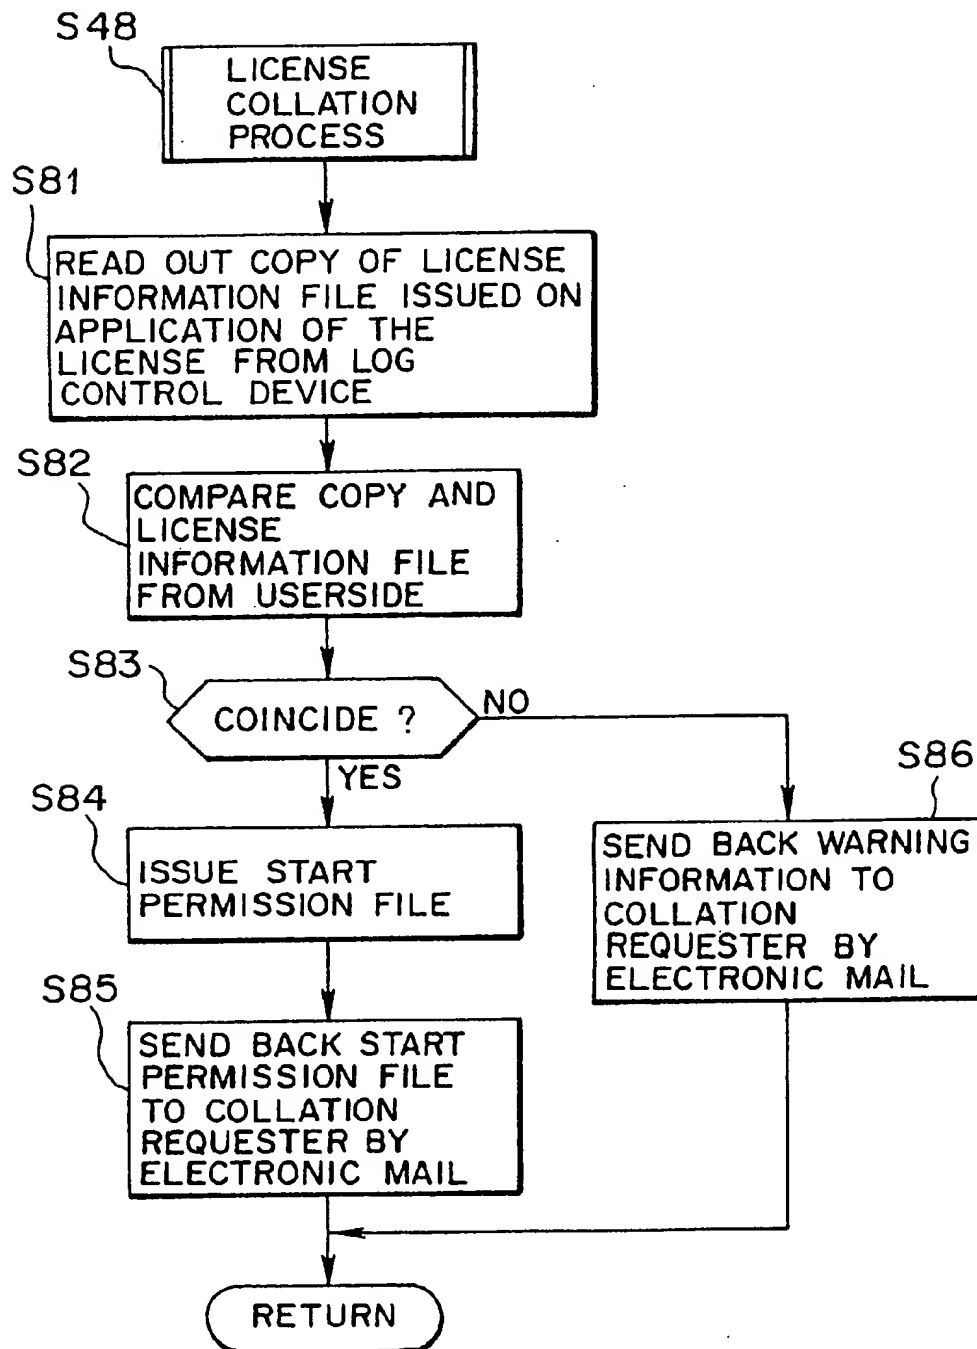 S48
LICENSE
COLLATION
PROCESS
S81
READ OUT COPY OF LICENSE
INFORMATION FILE ISSUED ON
APPLICATION OF THE
LICENSE FROM LOG
CONTROL DEVICE
S82
COMPARE COPY AND
LICENSE
INFORMATION FILE
FROM USERSIDE
S83
COINCIDE ?
NO
YES
S84
ISSUE START
PERMISSION FILE
S86
SEND BACK WARNING
INFORMATION TO
COLLATION
REQUESTER BY
ELECTRONIC MAIL
S85
SEND BACK START
PERMISSION FILE
TO COLLATION
REQUESTER BY
ELECTRONIC MAIL
RETURN